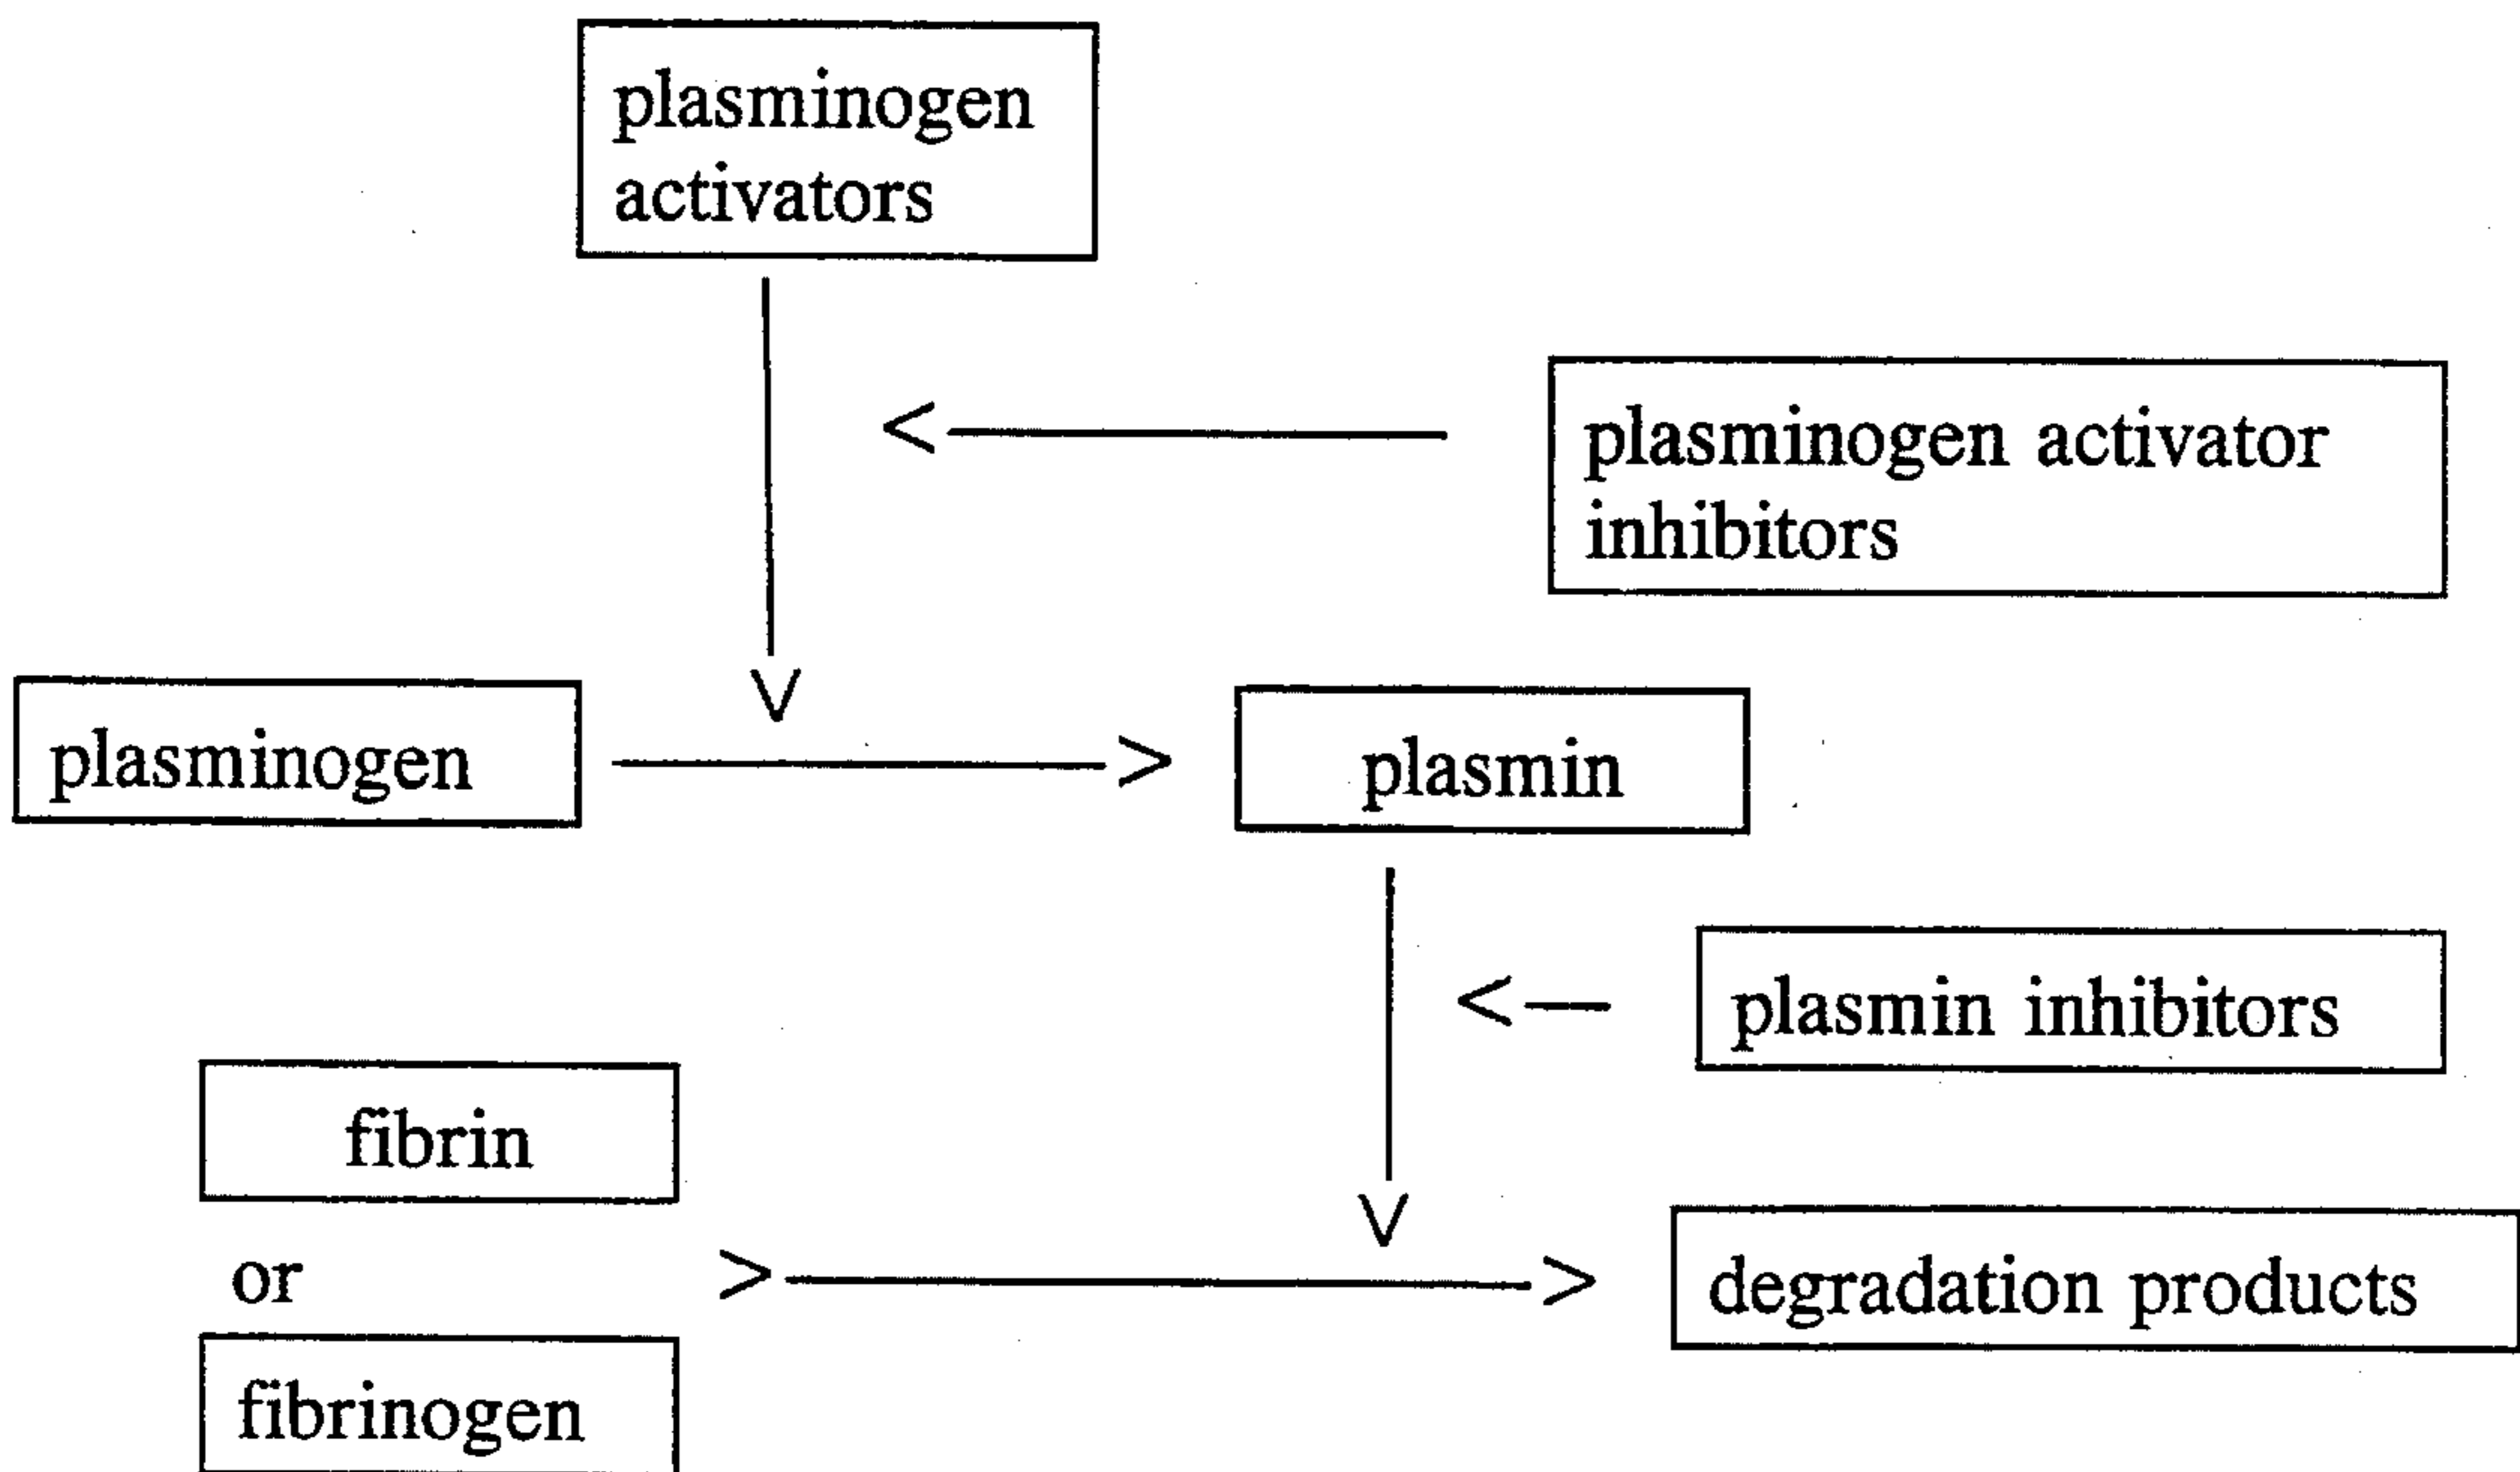 plasminogen
activators
plasminogen activator
inhibitors
plasminogen
plasmin
plasmin inhibitors
fibrin
or
degradation products
fibrinogen